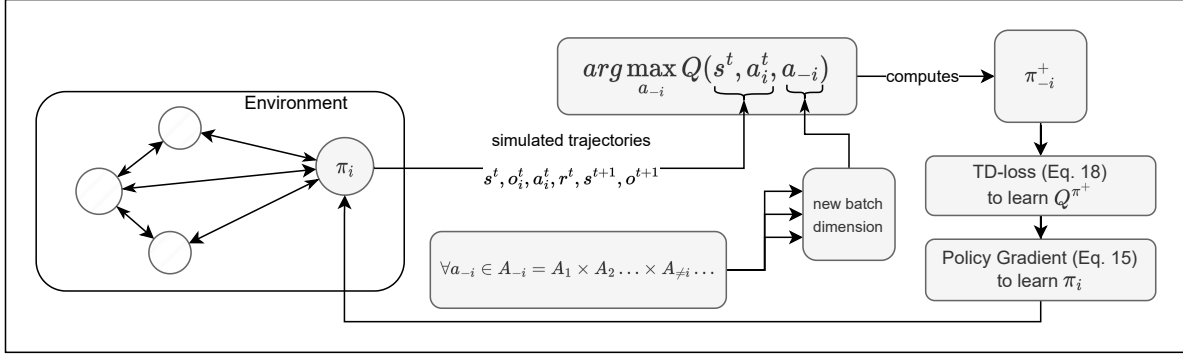 Environment
π_i
simulated trajectories
s^t, o_i^t, a_i^t, r^t, s^{t+1}, o^{t+1}
arg max_{a_{-i}} Q(s^t, a_i^t, a_{-i})
computes
π_{-i}^+
∀a_{-i} ∈ A_{-i} = A_1 × A_2 … × A_{≠i} …
new batch
dimension
TD-loss (Eq. 18)
to learn Q^{π^+}
Policy Gradient (Eq. 15)
to learn π_i